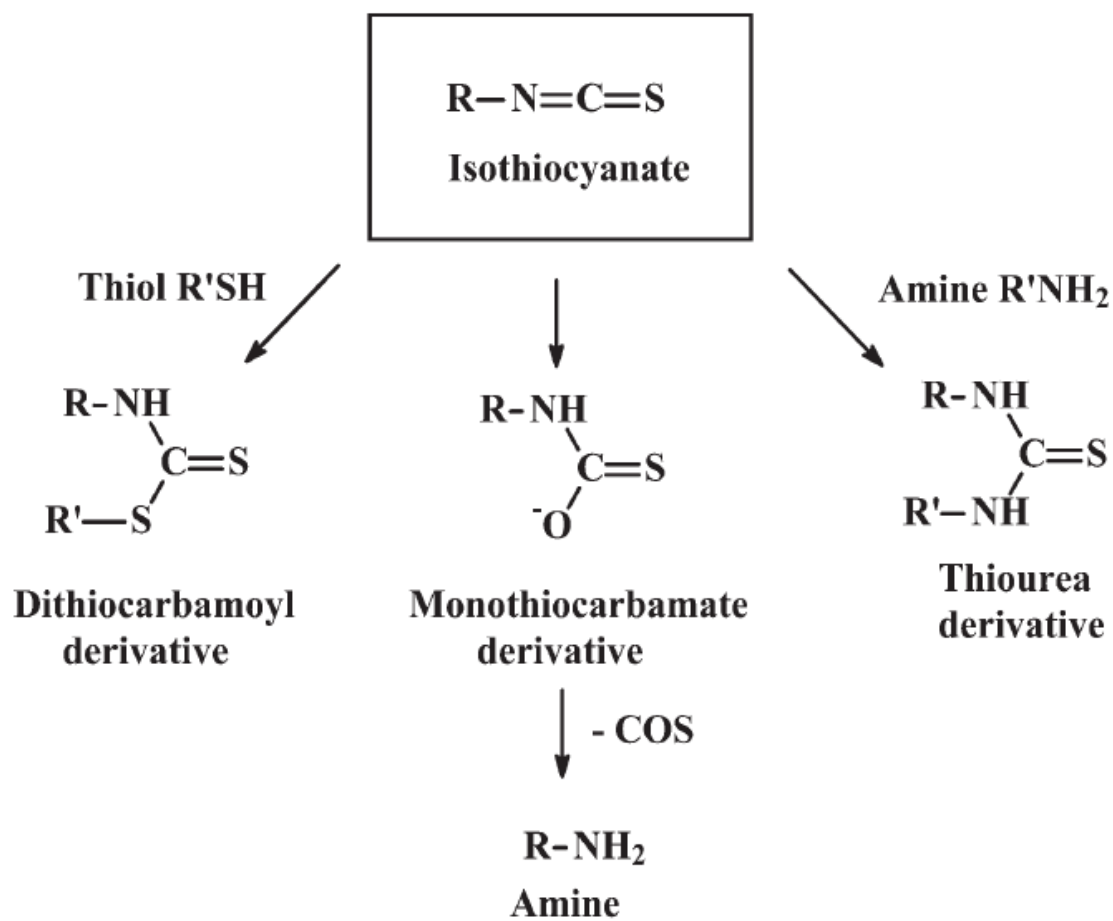 R–N=C=S
Isothiocyanate
Thiol R'SH
Amine R'NH₂
R–NH
C=S
R'—S
R–NH
C=S
⁻O
R–NH
C=S
R'–NH
Dithiocarbamoyl
derivative
Monothiocarbamate
derivative
Thiourea
derivative
- COS
R–NH₂
Amine